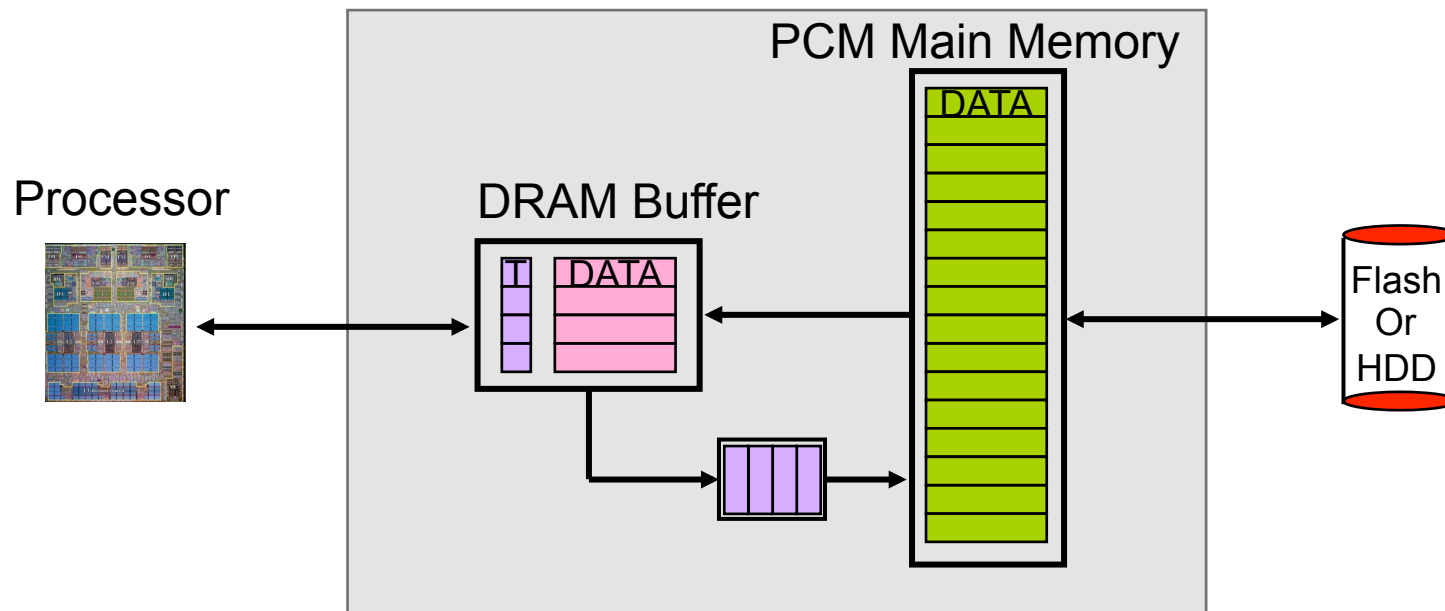 PCM Main Memory
DATA
Processor
DRAM Buffer
T
DATA
Flash
Or
HDD